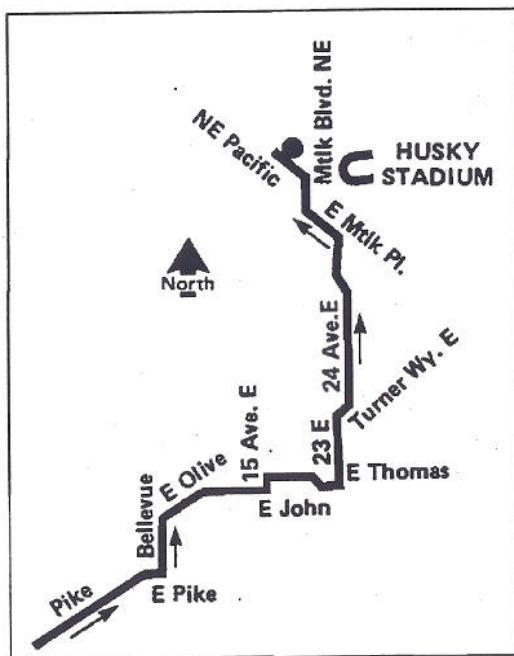 Mtlk Blvd. NE
NE Pacific
HUSKY
STADIUM
E Mtlk Pl.
North
24 Ave. E
Turner Wy. E
23 E
15 Ave. E
E Thomas
E Olive
E John
Bellevue
E Pike
Pike